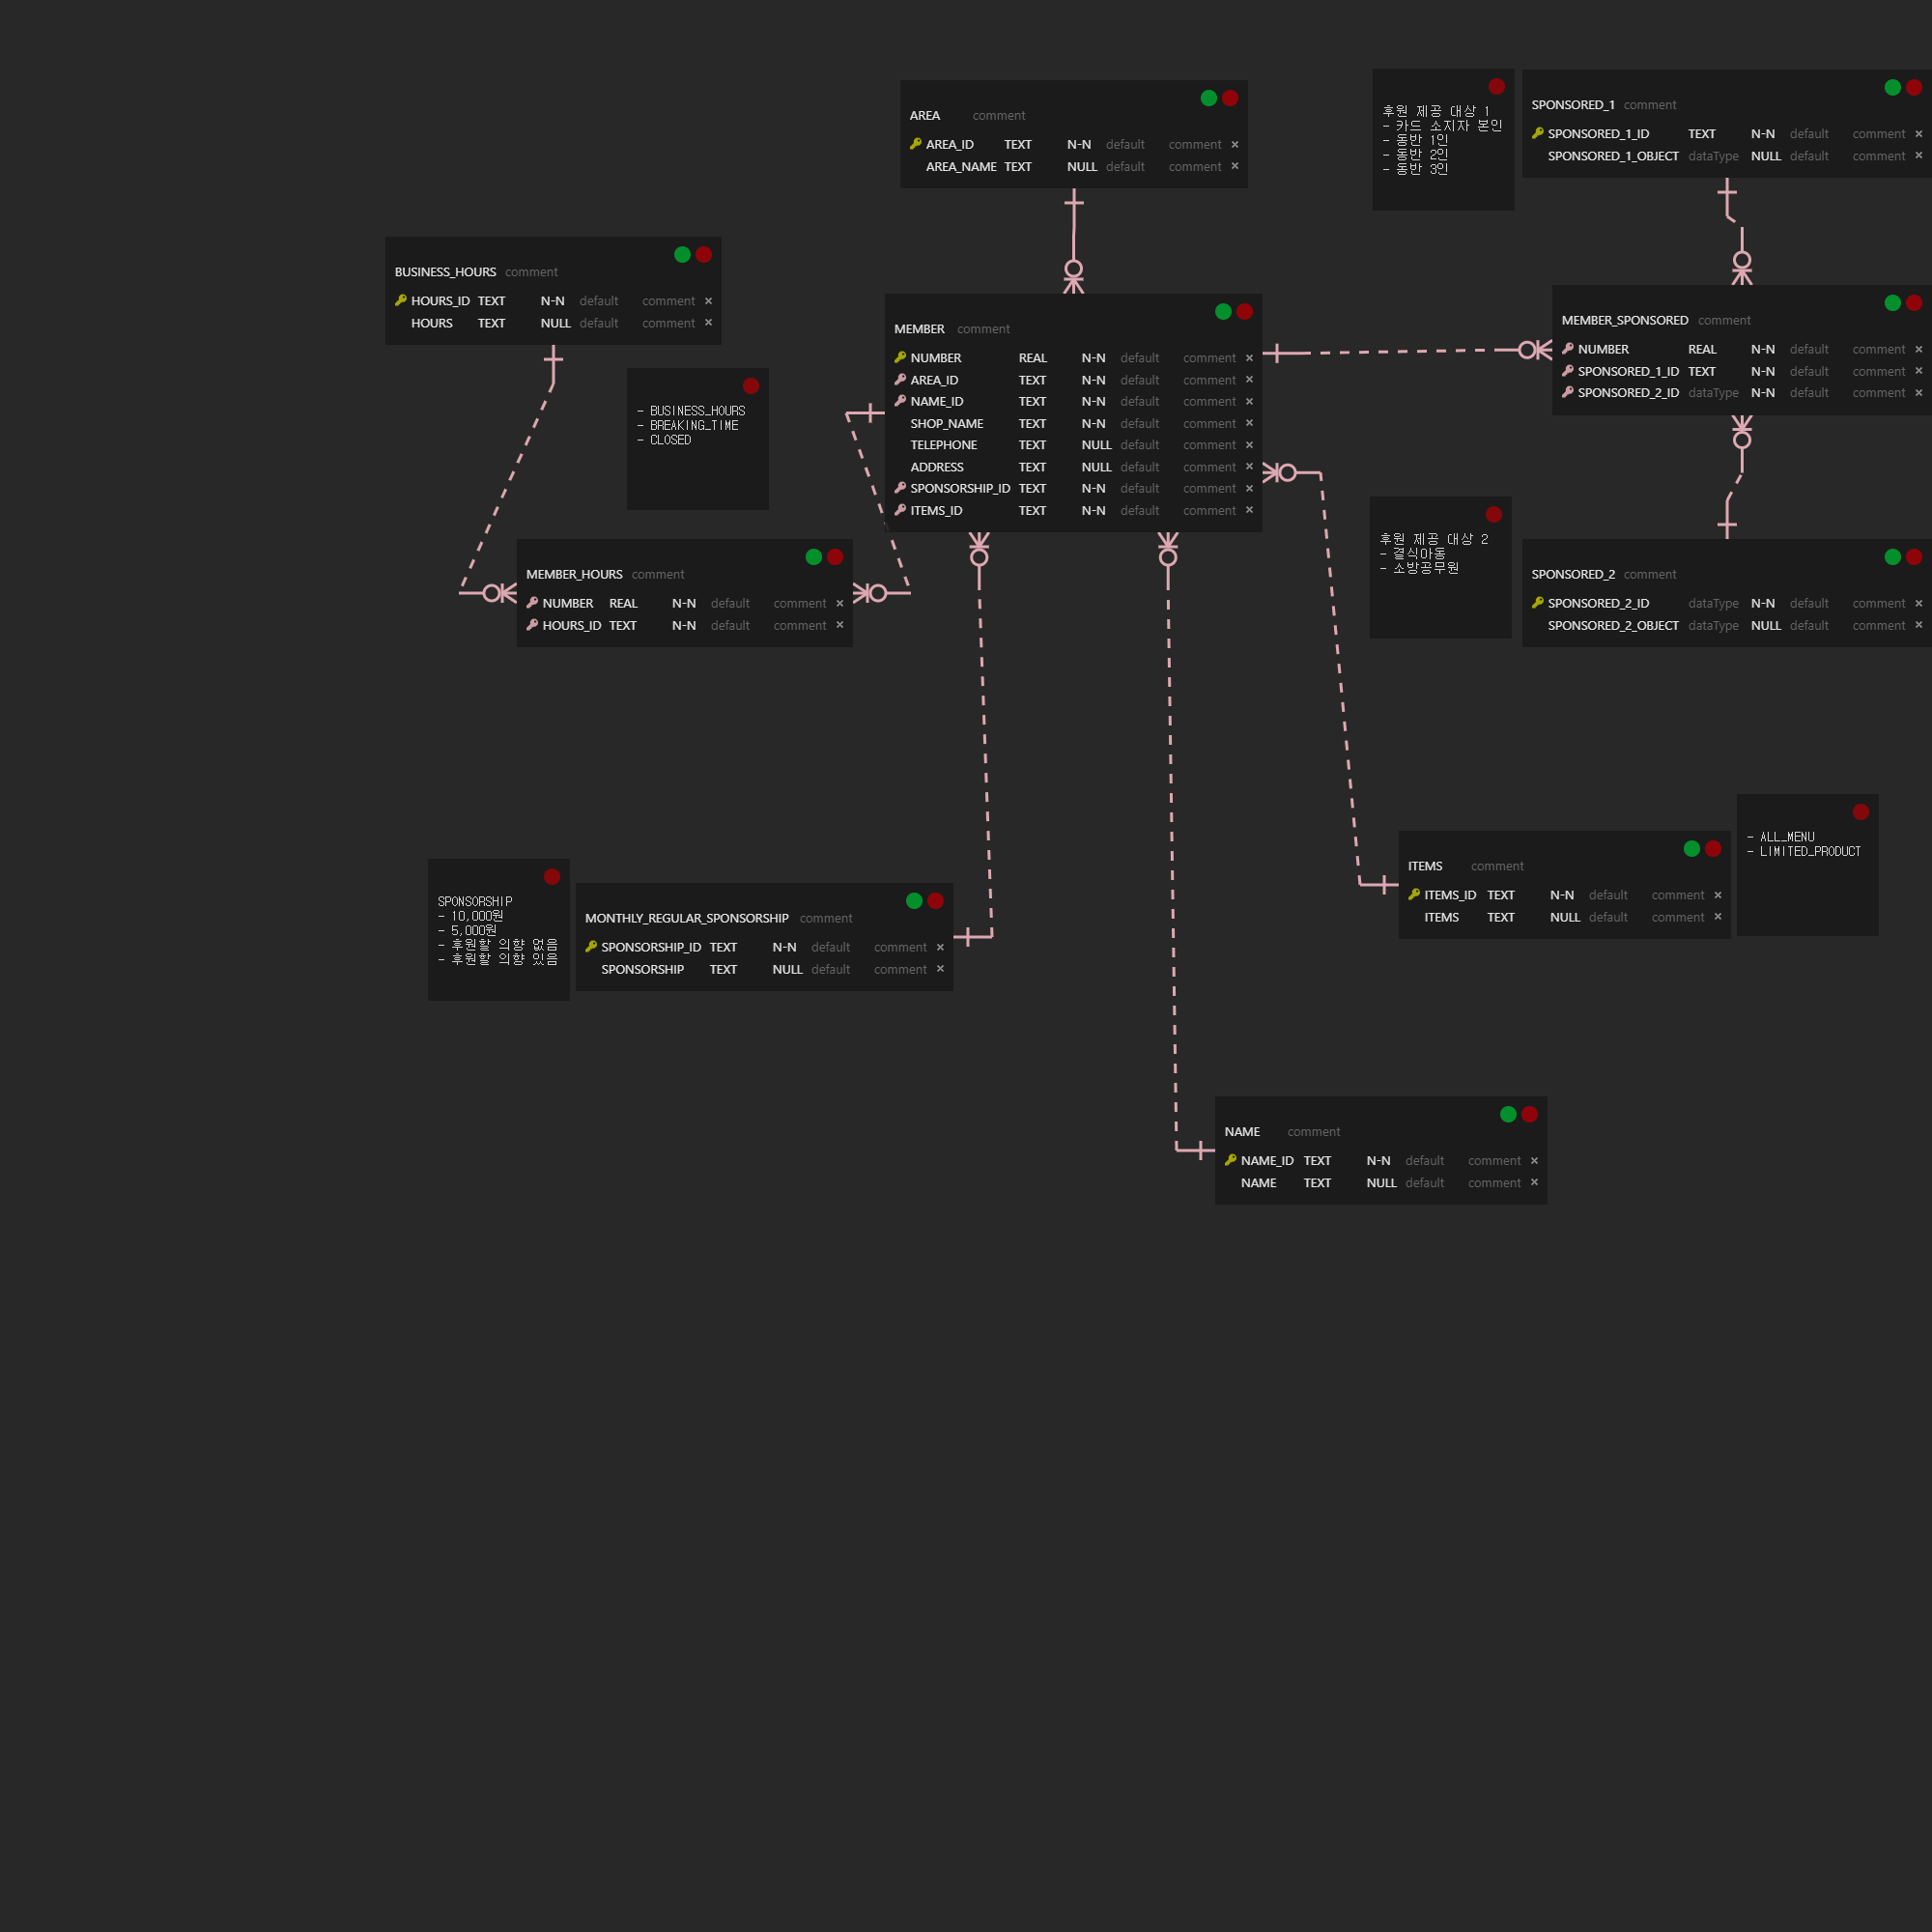 AREA comment
AREA_ID TEXT N-N default comment ×
AREA_NAME TEXT NULL default comment ×
후원 제공 대상 1
- 카드 소지자 본인
- 동반 1인
- 동반 2인
- 동반 3인
SPONSORED_1 comment
SPONSORED_1_ID TEXT N-N default comment ×
SPONSORED_1_OBJECT dataType NULL default comment ×
BUSINESS_HOURS comment
HOURS_ID TEXT N-N default comment ×
HOURS TEXT NULL default comment ×
- BUSINESS_HOURS
- BREAKING_TIME
- CLOSED
MEMBER comment
NUMBER REAL N-N default comment ×
AREA_ID TEXT N-N default comment ×
NAME_ID TEXT N-N default comment ×
SHOP_NAME TEXT N-N default comment ×
TELEPHONE TEXT NULL default comment ×
ADDRESS TEXT NULL default comment ×
SPONSORSHIP_ID TEXT N-N default comment ×
ITEMS_ID TEXT N-N default comment ×
MEMBER_SPONSORED comment
NUMBER REAL N-N default comment ×
SPONSORED_1_ID TEXT N-N default comment ×
SPONSORED_2_ID dataType N-N default comment ×
MEMBER_HOURS comment
NUMBER REAL N-N default comment ×
HOURS_ID TEXT N-N default comment ×
후원 제공 대상 2
- 결식아동
- 소방공무원
SPONSORED_2 comment
SPONSORED_2_ID dataType N-N default comment ×
SPONSORED_2_OBJECT dataType NULL default comment ×
SPONSORSHIP
- 10,000원
- 5,000원
- 후원할 의향 없음
- 후원할 의향 있음
MONTHLY_REGULAR_SPONSORSHIP comment
SPONSORSHIP_ID TEXT N-N default comment ×
SPONSORSHIP TEXT NULL default comment ×
ITEMS comment
ITEMS_ID TEXT N-N default comment ×
ITEMS TEXT NULL default comment ×
- ALL_MENU
- LIMITED_PRODUCT
NAME comment
NAME_ID TEXT N-N default comment ×
NAME TEXT NULL default comment ×